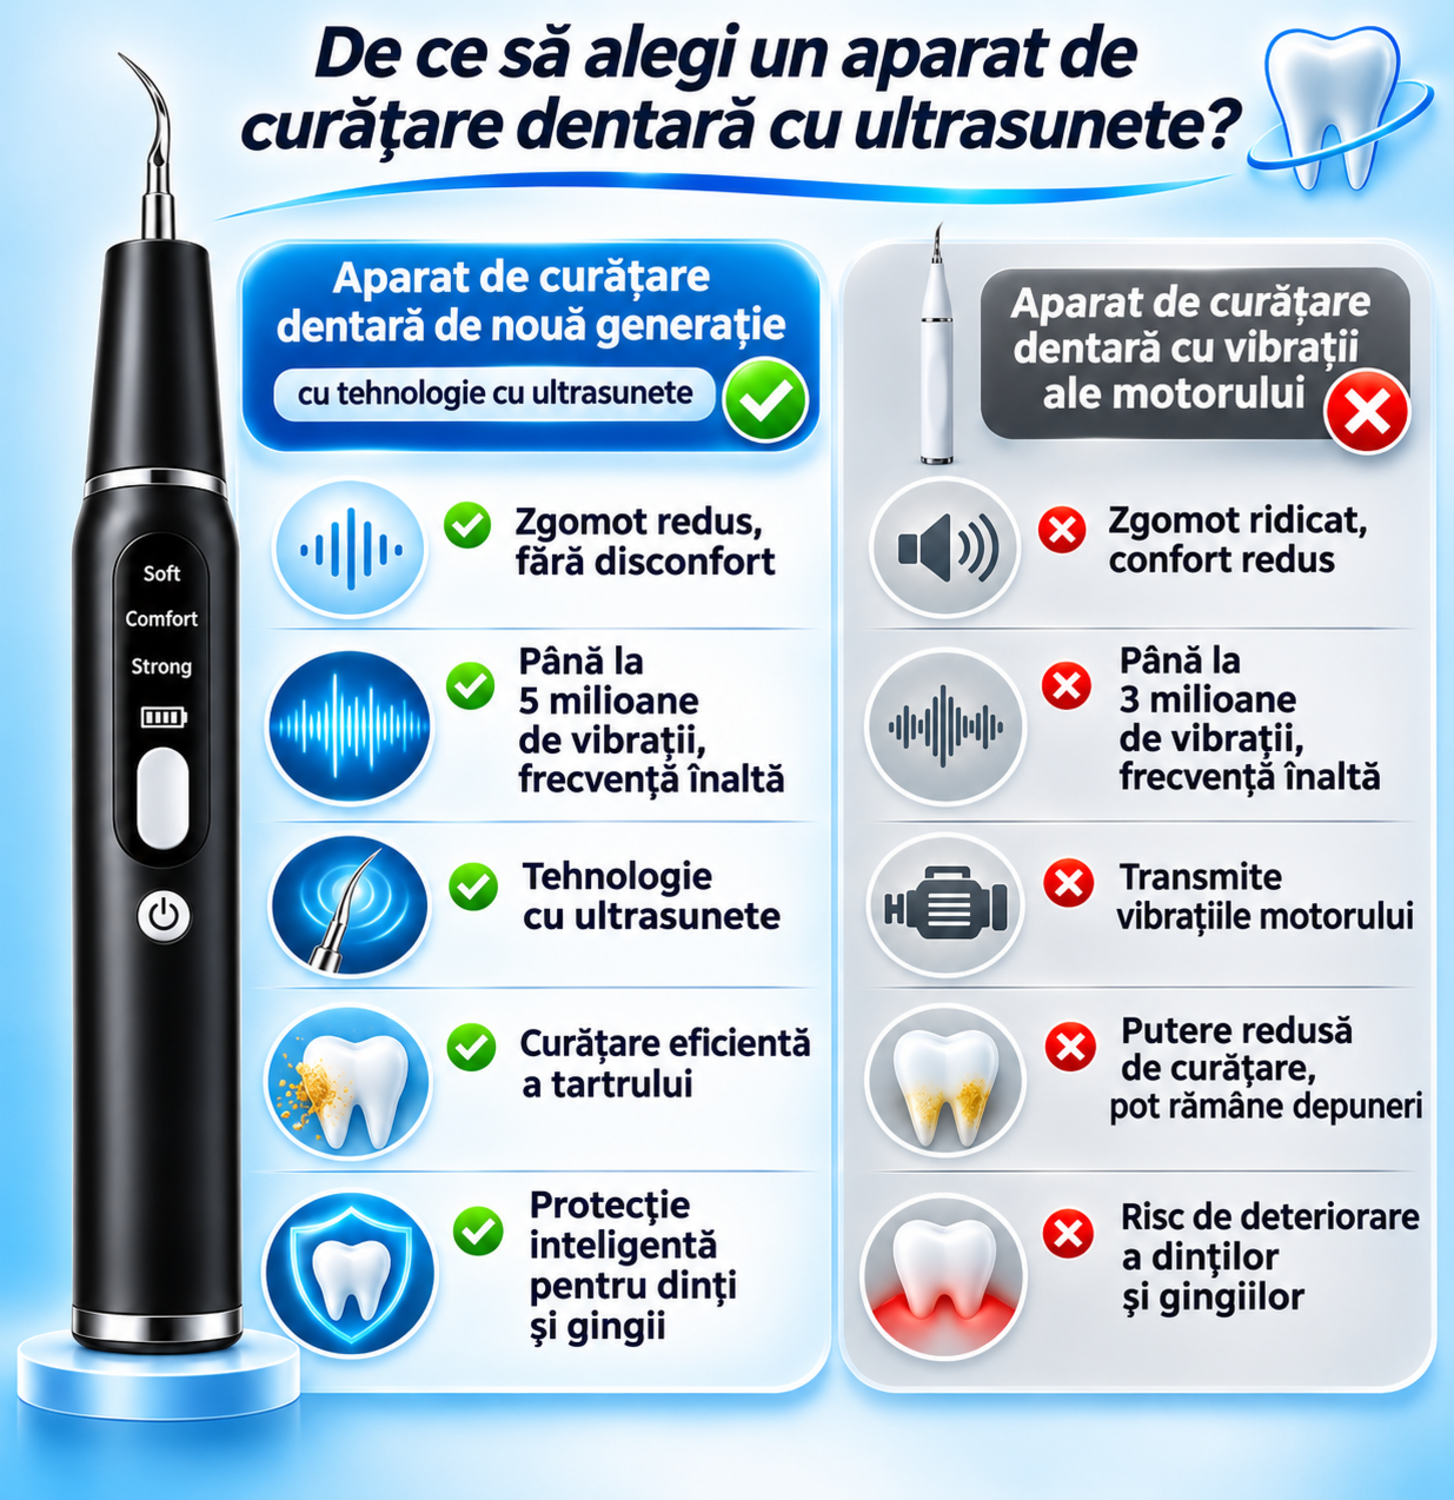 De ce să alegi un aparat de
curățare dentară cu ultrasunete?
Soft
Comfort
Strong
Aparat de curățare
dentară de nouă generație
cu tehnologie cu ultrasunete
Zgomot redus,
fără disconfort
Până la
5 milioane
de vibrații,
frecvență înaltă
Tehnologie
cu ultrasunete
Curățare eficientă
a tartrului
Protecție
inteligentă
pentru dinți
și gingii
Aparat de curățare
dentară cu vibrații
ale motorului
Zgomot ridicat,
confort redus
Până la
3 milioane
de vibrații,
frecvență înaltă
Transmite
vibrațiile motorului
Putere redusă
de curățare,
pot rămâne depuneri
Risc de deteriorare
a dinților
și gingiilor